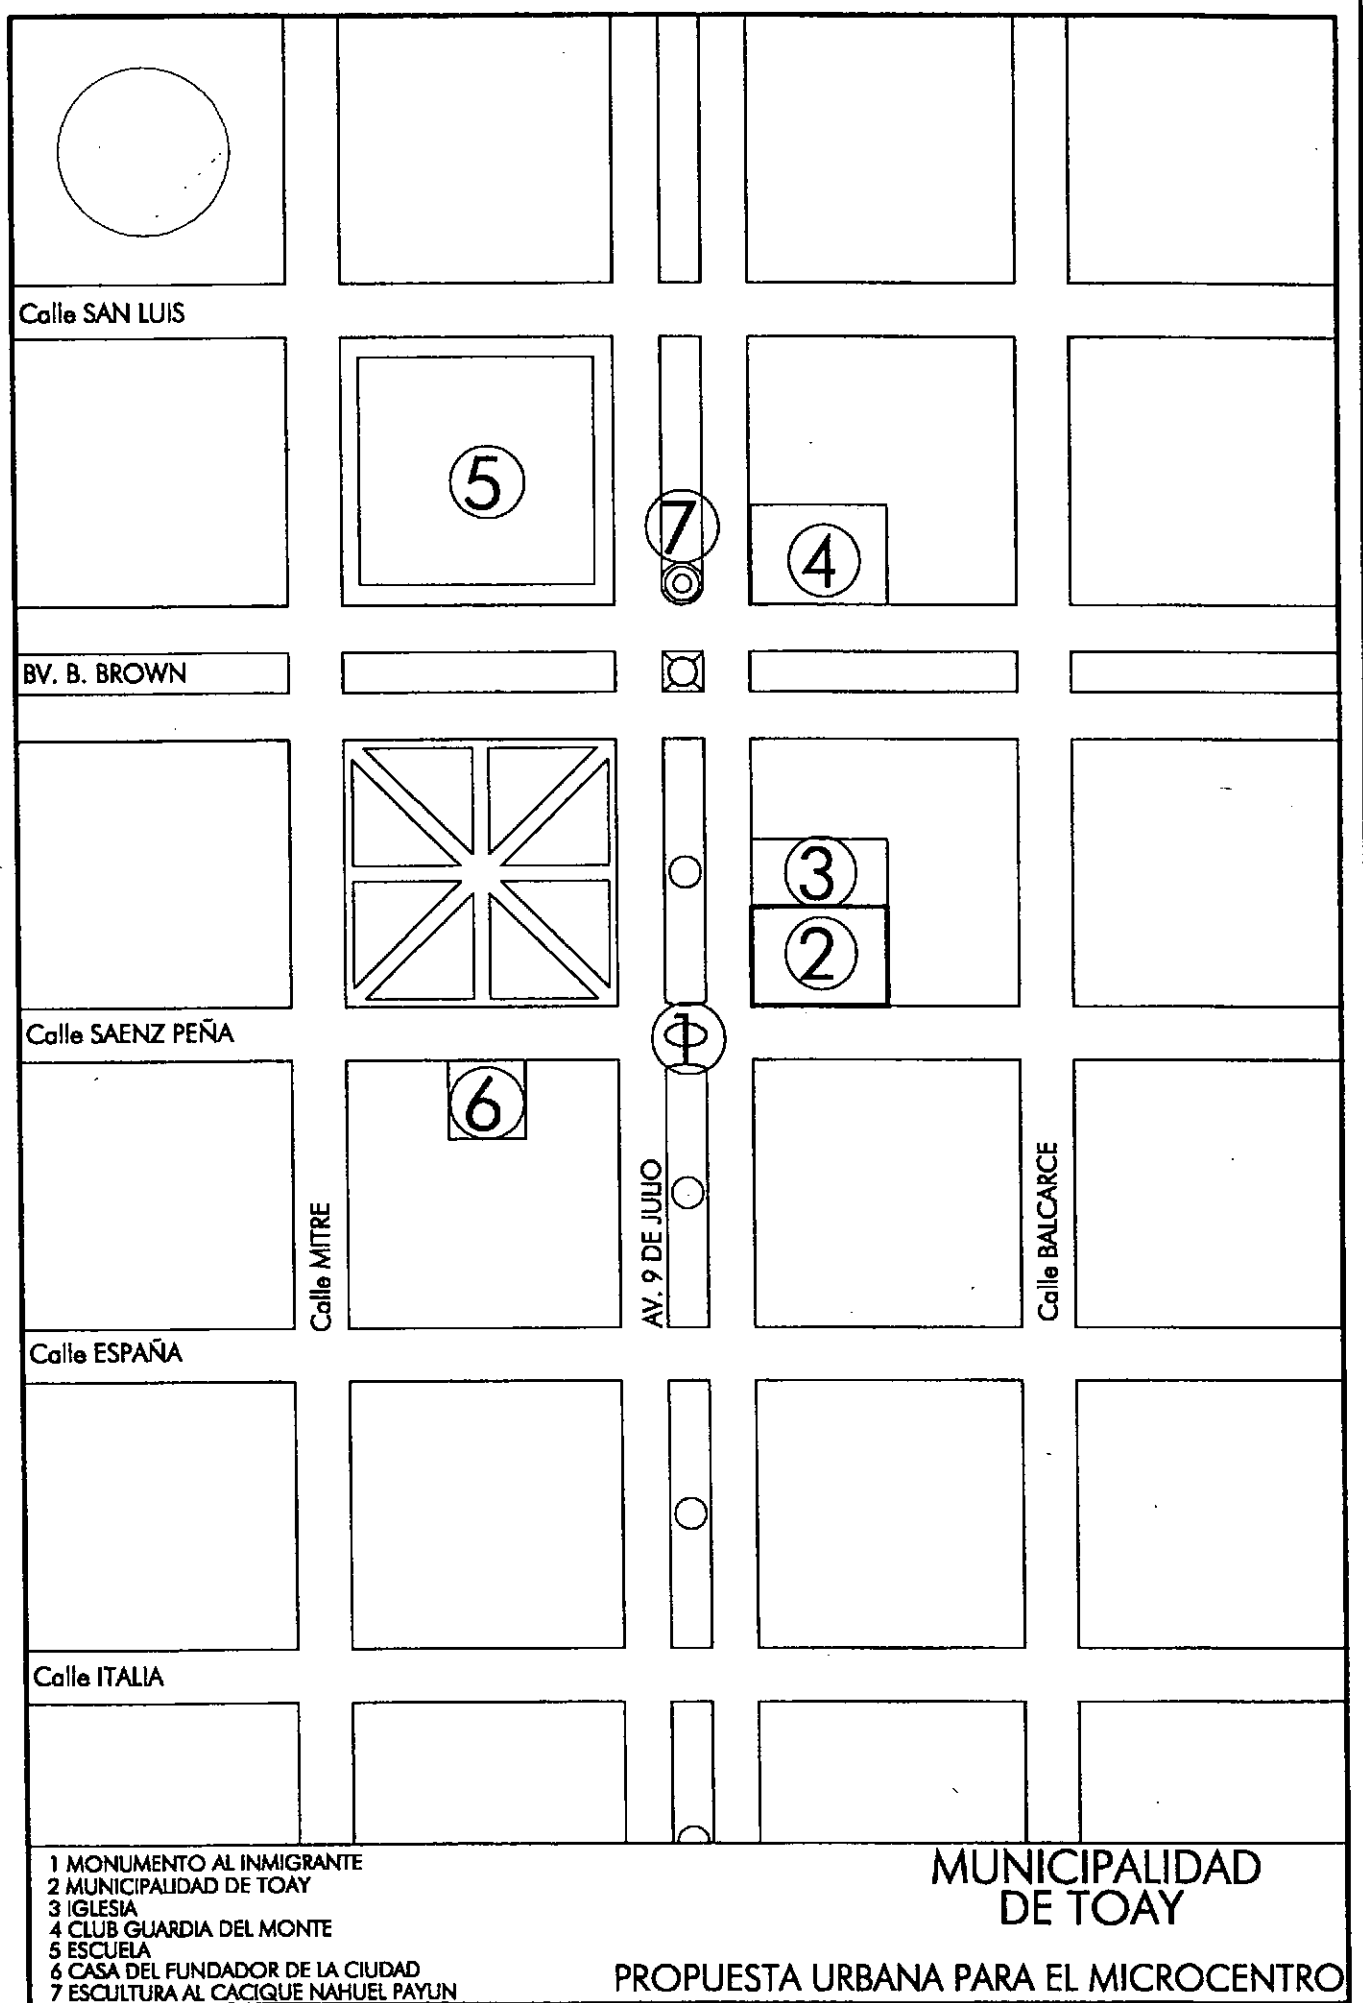 Calle SAN LUIS
5
7
4
BV. B. BROWN
3
2
1
Calle SAENZ PEÑA
6
Calle MITRE
AV. 9 DE JULIO
Calle BALCARCE
Calle ESPAÑA
Calle ITALIA
1 MONUMENTO AL INMIGRANTE
2 MUNICIPALIDAD DE TOAY
3 IGLESIA
4 CLUB GUARDIA DEL MONTE
5 ESCUELA
6 CASA DEL FUNDADOR DE LA CIUDAD
7 ESCULTURA AL CACIQUE NAHUEL PAYUN
MUNICIPALIDAD
DE TOAY
PROPUESTA URBANA PARA EL MICROCENTRO